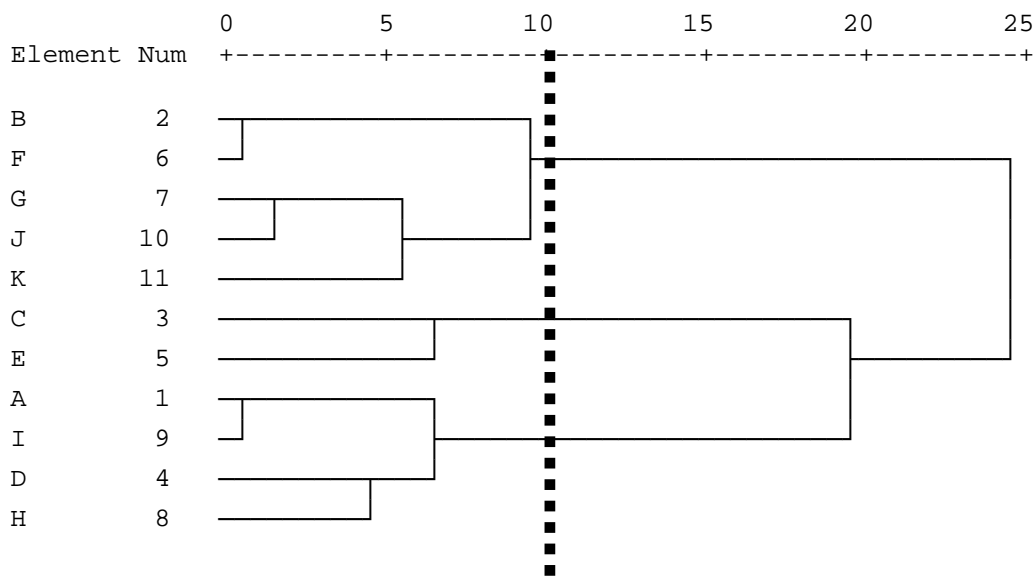 0 5 10 15 20 25
Element Num +---------+---------+---------+---------+---------+
B 2
F 6
G 7
J 10
K 11
C 3
E 5
A 1
I 9
D 4
H 8